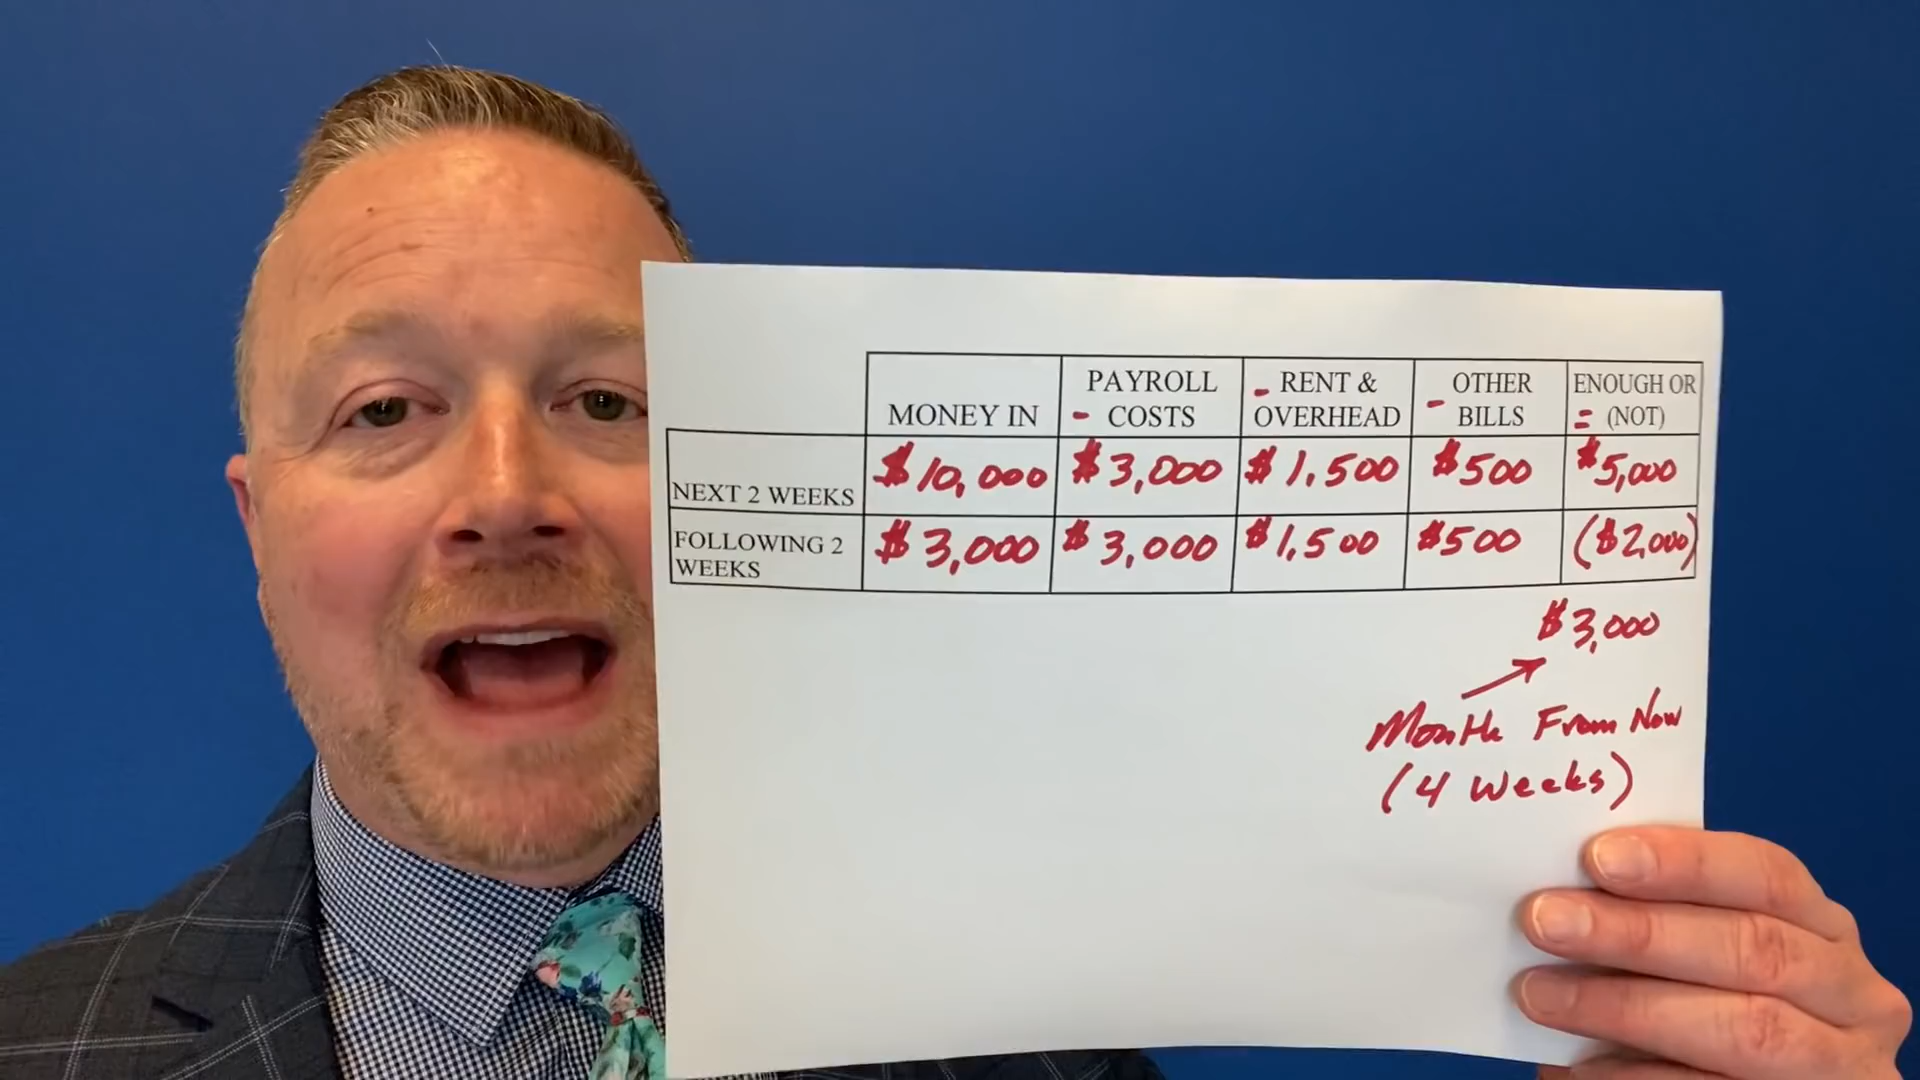 MONEY IN
PAYROLL
- COSTS
- RENT &
OVERHEAD
- OTHER
BILLS
ENOUGH OR
= (NOT)
NEXT 2 WEEKS
$10,000
$3,000
$1,500
$500
$5,000
FOLLOWING 2
WEEKS
$3,000
$3,000
$1,500
$500
($2,000)
$3,000
Month From Now
(4 weeks)